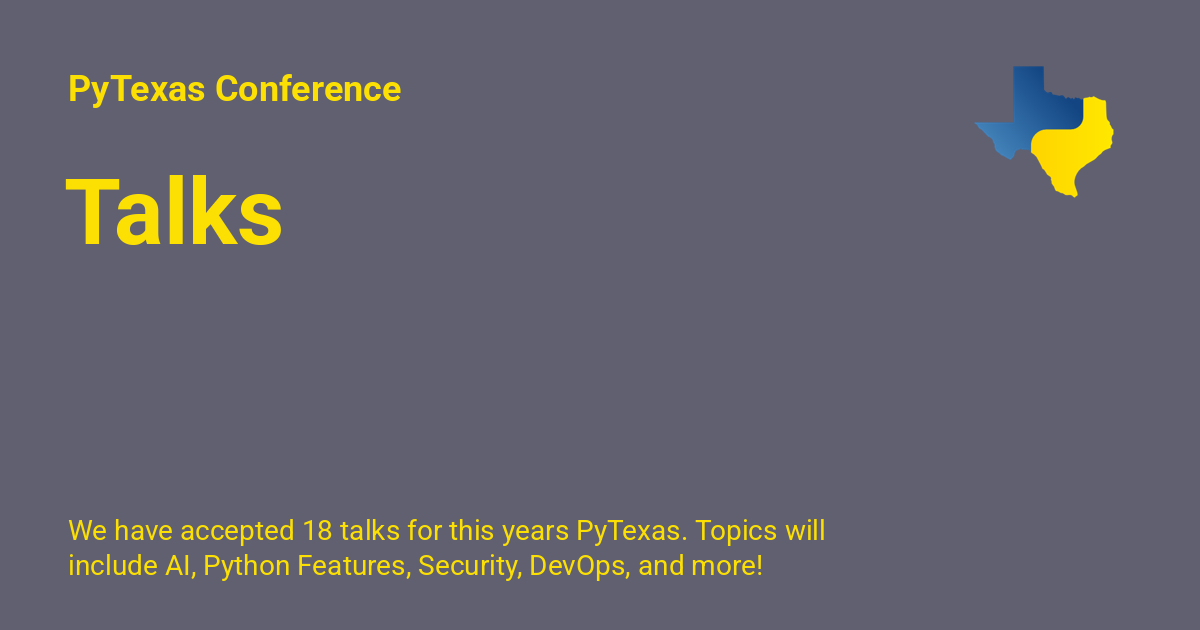 PyTexas Conference
Talks
We have accepted 18 talks for this years PyTexas. Topics will
include AI, Python Features, Security, DevOps, and more!